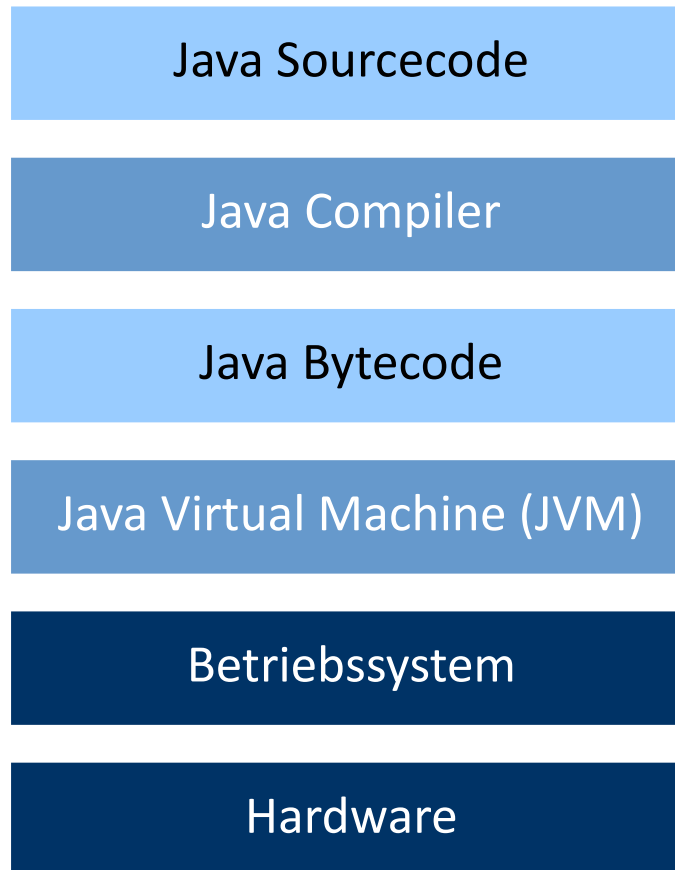 Java Sourcecode
Java Compiler
Java Bytecode
Java Virtual Machine (JVM)
Betriebssystem
Hardware